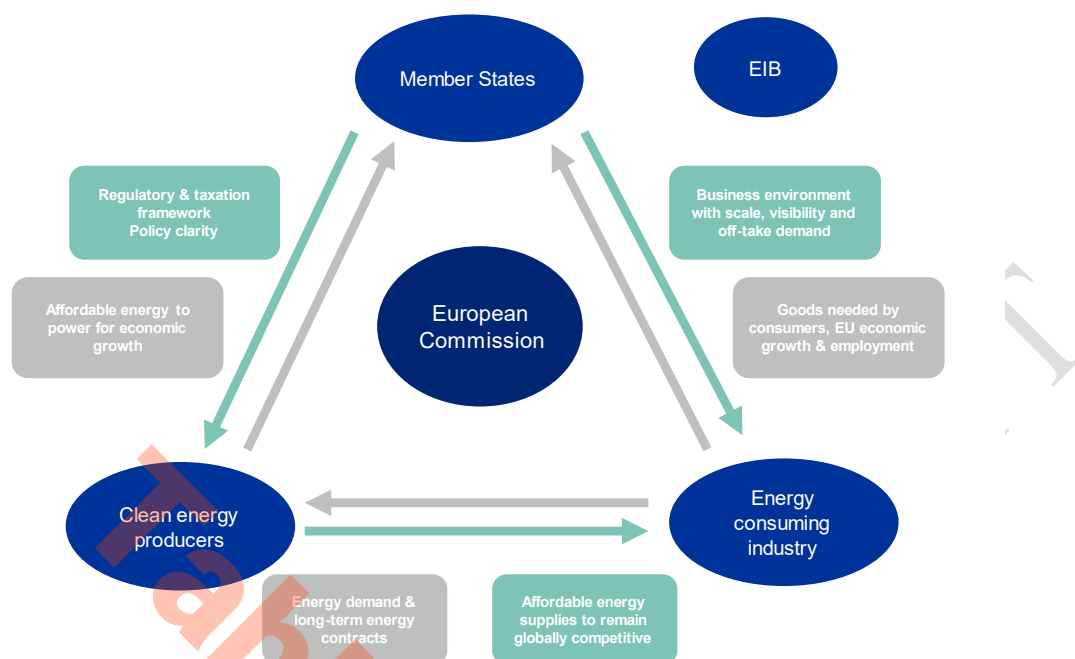 Member States
EIB
Regulatory & taxation
framework
Policy clarity
Business environment
with scale, visibility and
off-take demand
Affordable energy to
power for economic
growth
European
Commission
Goods needed by
consumers, EU economic
growth & employment
Clean energy
producers
Energy
consuming
industry
Energy demand &
long-term energy
contracts
Affordable energy
supplies to remain
globally competitive